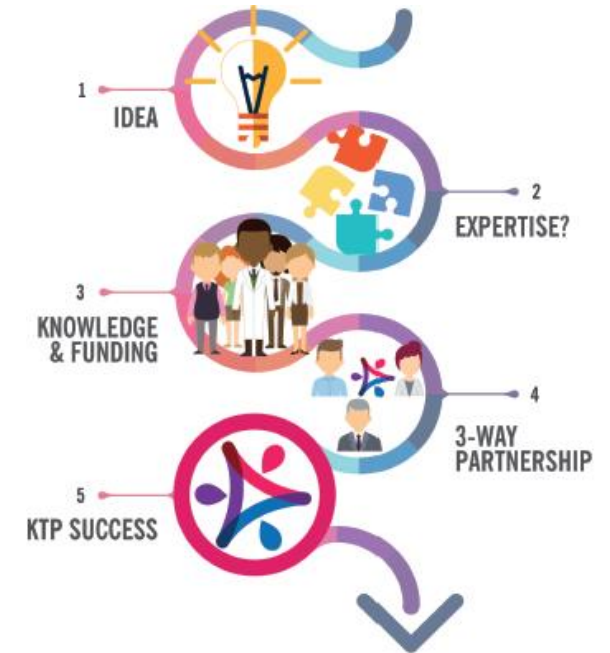 1
IDEA
2
EXPERTISE?
3
KNOWLEDGE
& FUNDING
4
3-WAY
PARTNERSHIP
5
KTP SUCCESS